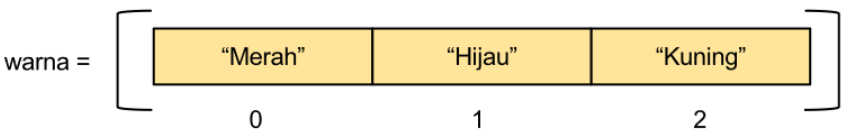 warna = “Merah” “Hijau” “Kuning”
0 1 2